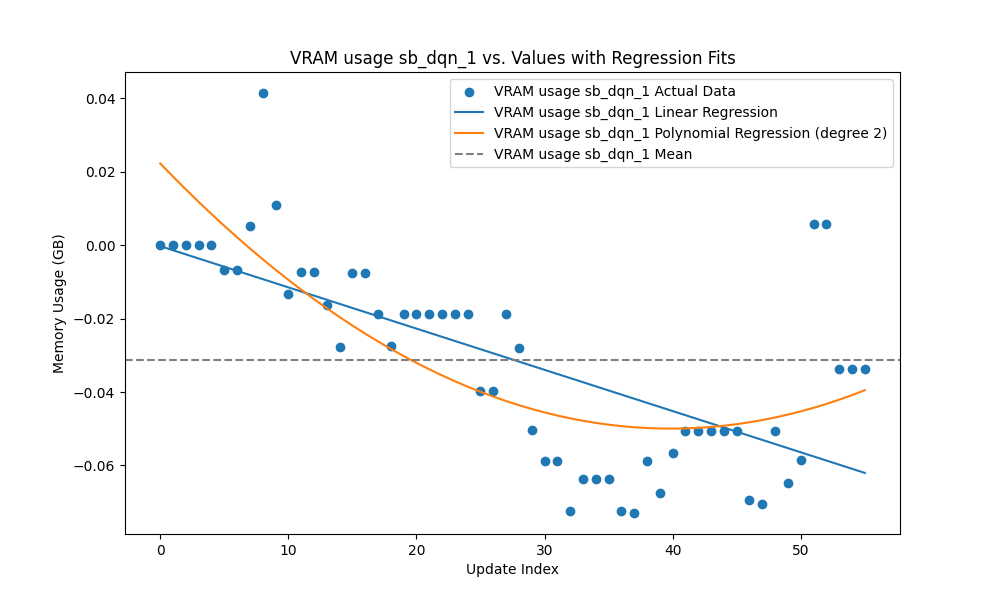 VRAM usage sb_dqn_1 vs. Values with Regression Fits
VRAM usage sb_dqn_1 Actual Data
VRAM usage sb_dqn_1 Linear Regression
VRAM usage sb_dqn_1 Polynomial Regression (degree 2)
VRAM usage sb_dqn_1 Mean
Memory Usage (GB)
0.04
0.02
0.00
−0.02
−0.04
−0.06
0 10 20 30 40 50
Update Index